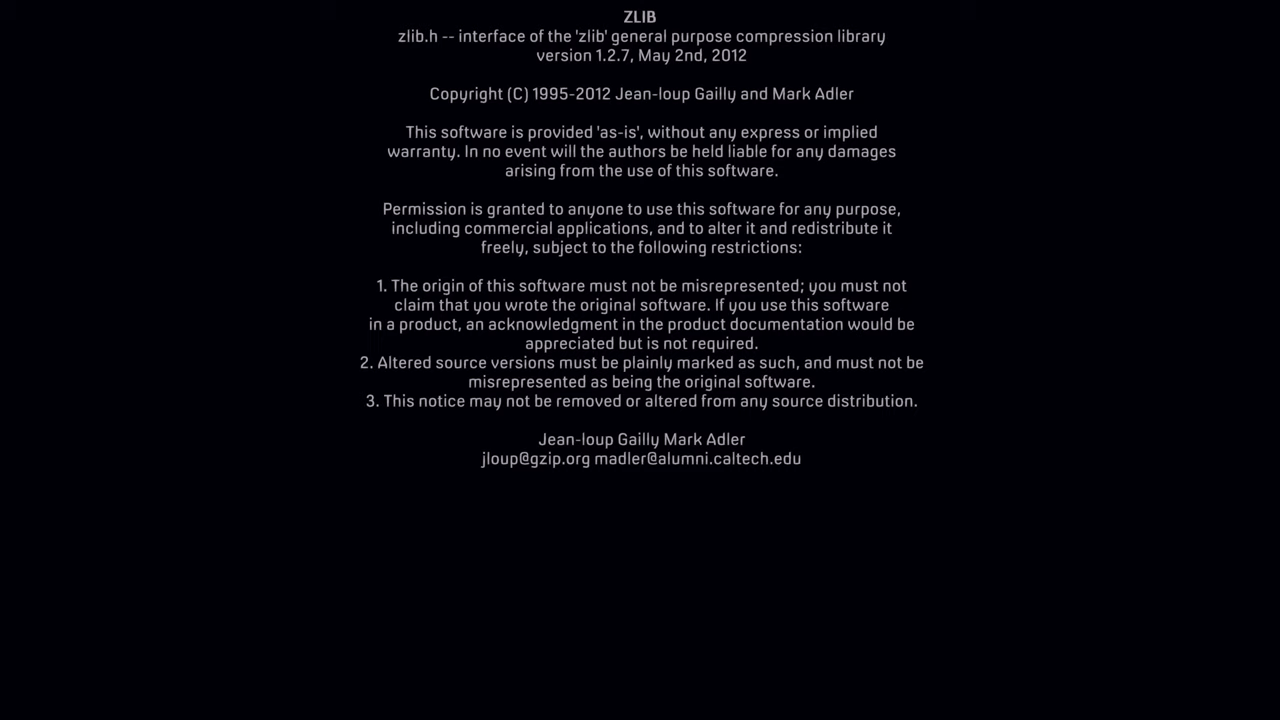 ZLIB
zlib.h -- interface of the 'zlib' general purpose compression library
version 1.2.7, May 2nd, 2012
Copyright (C) 1995-2012 Jean-loup Gailly and Mark Adler
This software is provided 'as-is', without any express or implied
warranty. In no event will the authors be held liable for any damages
arising from the use of this software.
Permission is granted to anyone to use this software for any purpose,
including commercial applications, and to alter it and redistribute it
freely, subject to the following restrictions:
1. The origin of this software must not be misrepresented; you must not
claim that you wrote the original software. If you use this software
in a product, an acknowledgment in the product documentation would be
appreciated but is not required.
2. Altered source versions must be plainly marked as such, and must not be
misrepresented as being the original software.
3. This notice may not be removed or altered from any source distribution.
Jean-loup Gailly Mark Adler
jloup@gzip.org madler@alumni.caltech.edu